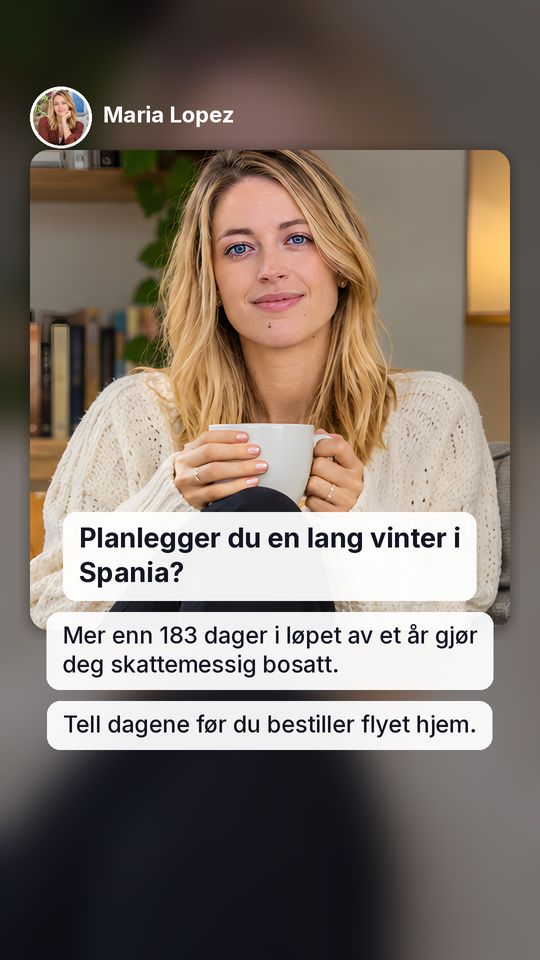 Maria Lopez
Planlegger du en lang vinter i
Spania?
Mer enn 183 dager i løpet av et år gjør
deg skattemessig bosatt.
Tell dagene før du bestiller flyet hjem.